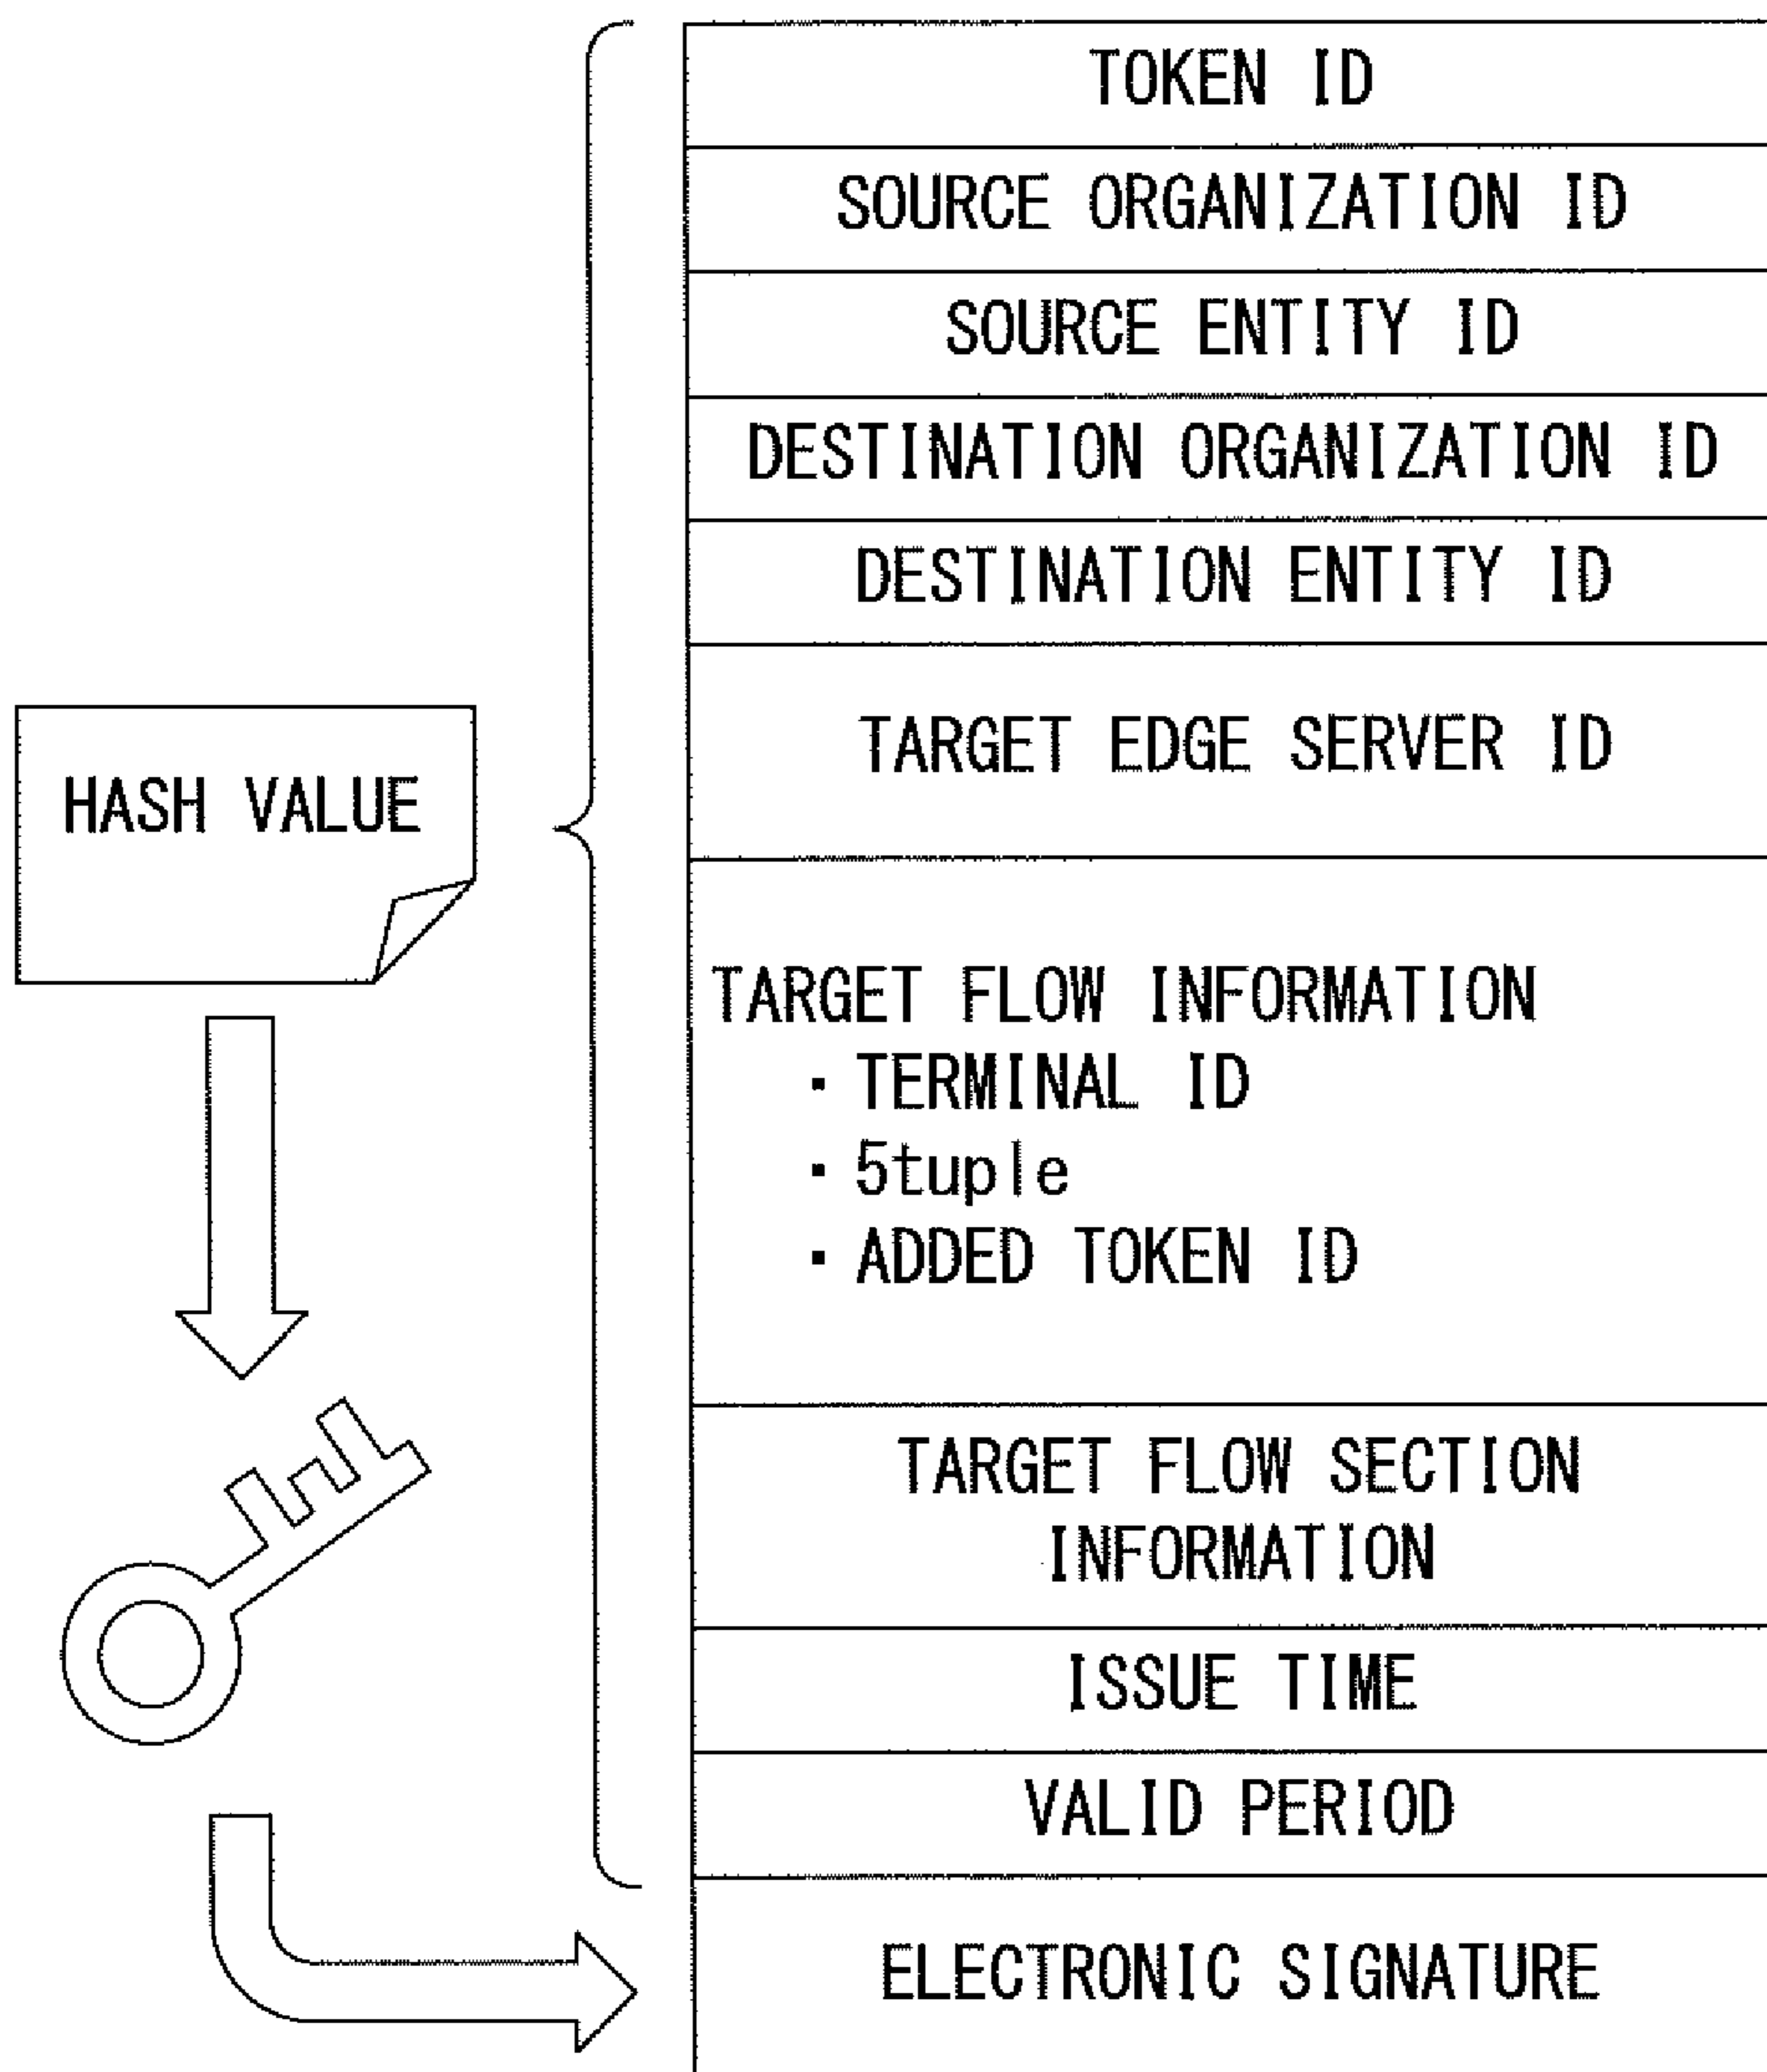 TOKEN ID
SOURCE ORGANIZATION ID
SOURCE ENTITY ID
DESTINATION ORGANIZATION ID
DESTINATION ENTITY ID
TARGET EDGE SERVER ID
HASH VALUE
TARGET FLOW INFORMATION
・TERMINAL ID
・5tuple
・ADDED TOKEN ID
TARGET FLOW SECTION
INFORMATION
ISSUE TIME
VALID PERIOD
ELECTRONIC SIGNATURE